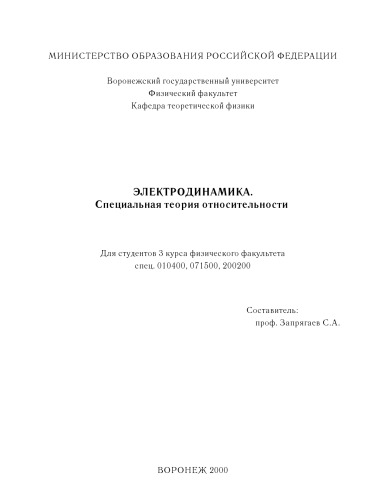 МИНИСТЕРСТВО ОБРАЗОВАНИЯ РОССИЙСКОЙ ФЕДЕРАЦИИ
Воронежский государственный университет
Физический факультет
Кафедра теоретической физики
ЭЛЕКТРОДИНАМИКА.
Специальная теория относительности
Для студентов 3 курса физического факультета
спец. 010400, 071500, 200200
Составитель:
проф. Запрягаев С.А.
ВОРОНЕЖ 2000